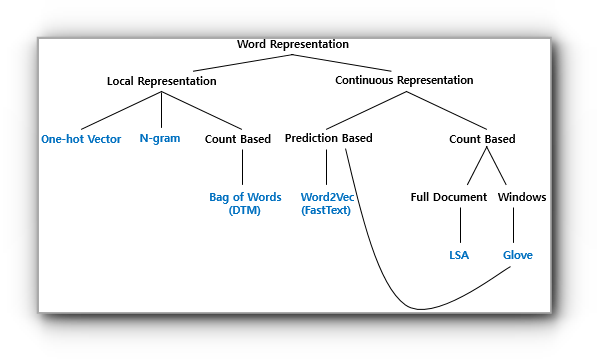 Word Representation
Local Representation
Continuous Representation
One-hot Vector
N-gram
Count Based
Prediction Based
Count Based
Bag of Words
(DTM)
Word2Vec
(FastText)
Full Document
Windows
LSA
Glove